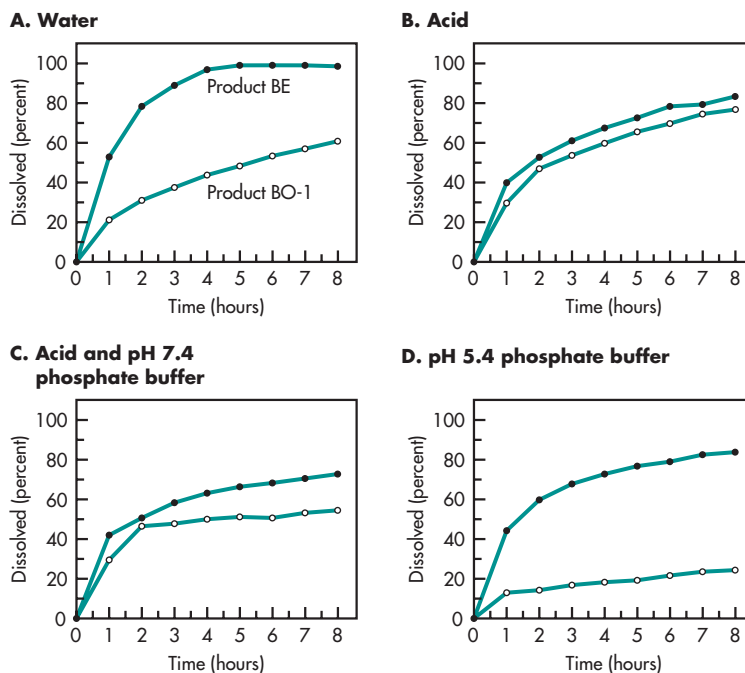 A. Water
100
80
60
40
20
0
Dissolved (percent)
Product BE
Product BO-1
0 1 2 3 4 5 6 7 8
Time (hours)
B. Acid
100
80
60
40
20
0
Dissolved (percent)
0 1 2 3 4 5 6 7 8
Time (hours)
C. Acid and pH 7.4
phosphate buffer
100
80
60
40
20
0
Dissolved (percent)
0 1 2 3 4 5 6 7 8
Time (hours)
D. pH 5.4 phosphate buffer
100
80
60
40
20
0
Dissolved (percent)
0 1 2 3 4 5 6 7 8
Time (hours)